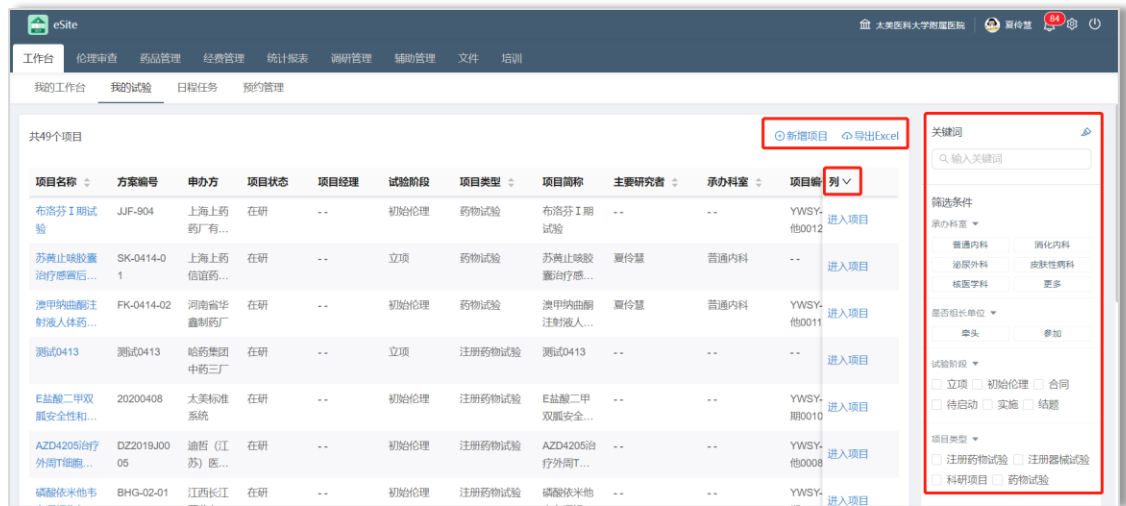 eSite
太美医科大学附属医院 夏伶慧 84
工作台 伦理审查 药品管理 经费管理 统计报表 调研管理 辅助管理 文件 培训
我的工作台 我的试验 日程任务 预约管理
共49个项目 新增项目 导出Excel
项目名称 方案编号 申办方 项目状态 项目经理 试验阶段 项目类型 项目简称 主要研究者 承办科室 项目编 列
布洛芬Ⅰ期试 JJF-904 上海上药 在研 -- 初始伦理 药物试验 布洛芬Ⅰ期 -- -- YWSY- 进入项目
验 药厂有... 试验 他0012
苏黄止咳胶囊 SK-0414-0 上海上药 在研 -- 立项 药物试验 苏黄止咳胶 夏伶慧 普通内科 -- 进入项目
治疗感冒后... 1 信谊药... 囊治疗感...
澳甲纳曲酮注 FK-0414-02 河南省华 在研 -- 初始伦理 药物试验 澳甲纳曲酮 夏伶慧 普通内科 YWSY- 进入项目
射液人体药... 鑫制药厂 注射液人... 他0011
测试0413 测试0413 哈药集团 在研 -- 立项 注册药物试验 测试0413 -- -- -- 进入项目
中药三厂
E盐酸二甲双 20200408 太美标准 在研 -- 初始伦理 注册药物试验 E盐酸二甲 -- -- YWSY- 进入项目
胍安全性和... 系统 双胍安全... 期0010
AZD4205治疗 DZ2019J00 迪哲（江 在研 -- 初始伦理 注册药物试验 AZD4205治 -- -- YWSY- 进入项目
外周T细胞... 05 苏）医... 疗外周T... 他0008
磷酸依米他韦 BHG-02-01 江西长江 在研 -- 初始伦理 注册药物试验 磷酸依米他 -- -- YWSY- 进入项目
关键词
输入关键词
筛选条件
承办科室
普通内科 消化内科
泌尿外科 皮肤性病科
核医学科 更多
是否组长单位
牵头 参加
试验阶段
立项 初始伦理 合同
待启动 实施 结题
项目类型
注册药物试验 注册器械试验
科研项目 药物试验